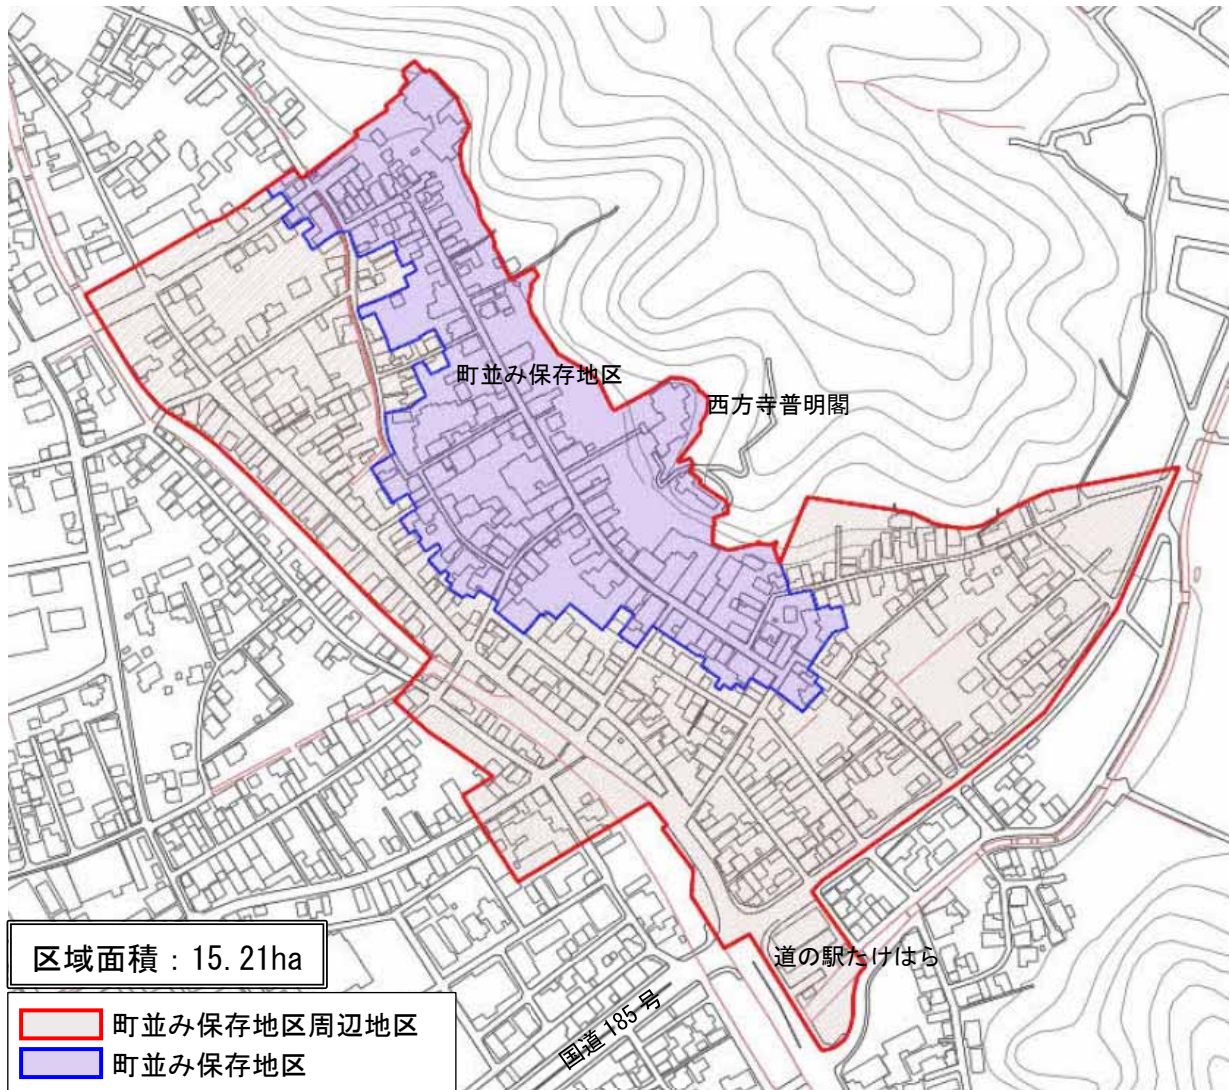 町並み保存地区
西方寺普明閣
道の駅たけはら
国道185号
区域面積：15.21ha
町並み保存地区周辺地区
町並み保存地区